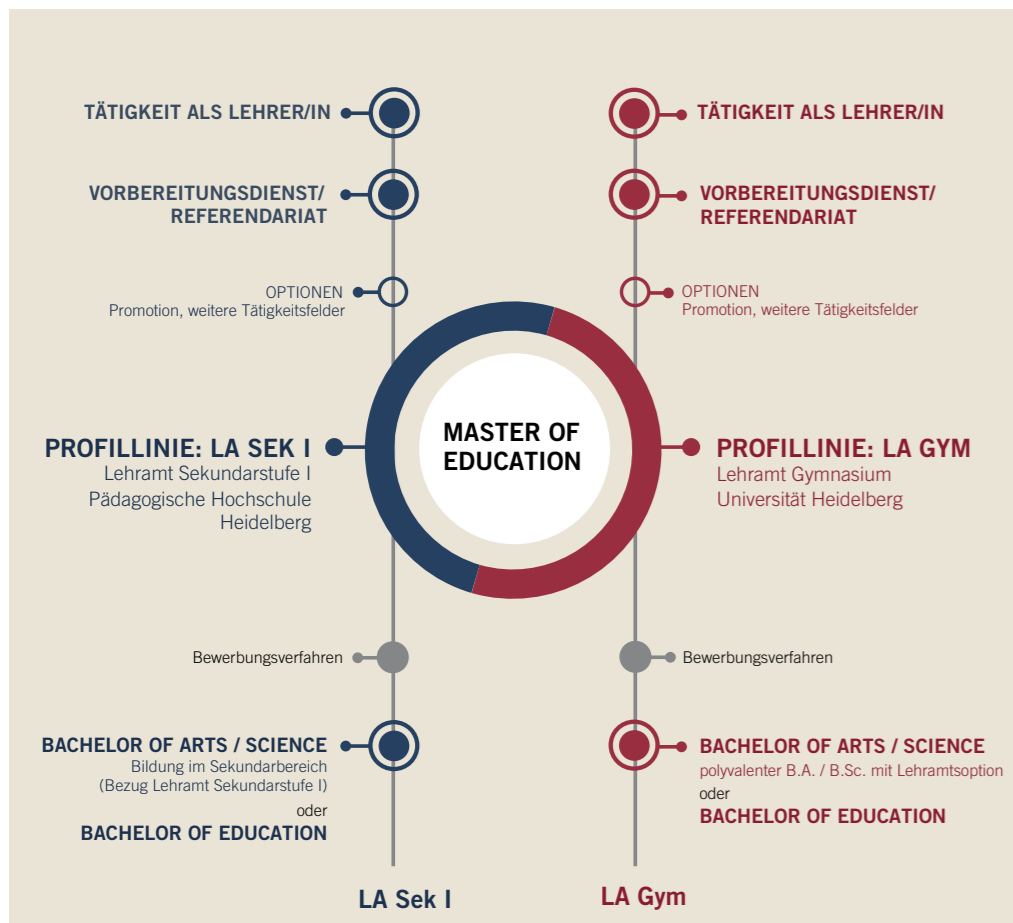 TÄTIGKEIT ALS LEHRER/IN
TÄTIGKEIT ALS LEHRER/IN
VORBEREITUNGSDIENST/
REFERENDARIAT
VORBEREITUNGSDIENST/
REFERENDARIAT
OPTIONEN
Promotion, weitere Tätigkeitsfelder
OPTIONEN
Promotion, weitere Tätigkeitsfelder
PROFILLINIE: LA SEK I
Lehramt Sekundarstufe I
Pädagogische Hochschule
Heidelberg
MASTER OF
EDUCATION
PROFILLINIE: LA GYM
Lehramt Gymnasium
Universität Heidelberg
Bewerbungsverfahren
Bewerbungsverfahren
BACHELOR OF ARTS / SCIENCE
Bildung im Sekundarbereich
(Bezug Lehramt Sekundarstufe I)
oder
BACHELOR OF EDUCATION
BACHELOR OF ARTS / SCIENCE
polyvalenter B.A. / B.Sc. mit Lehramtsoption
oder
BACHELOR OF EDUCATION
LA Sek I
LA Gym